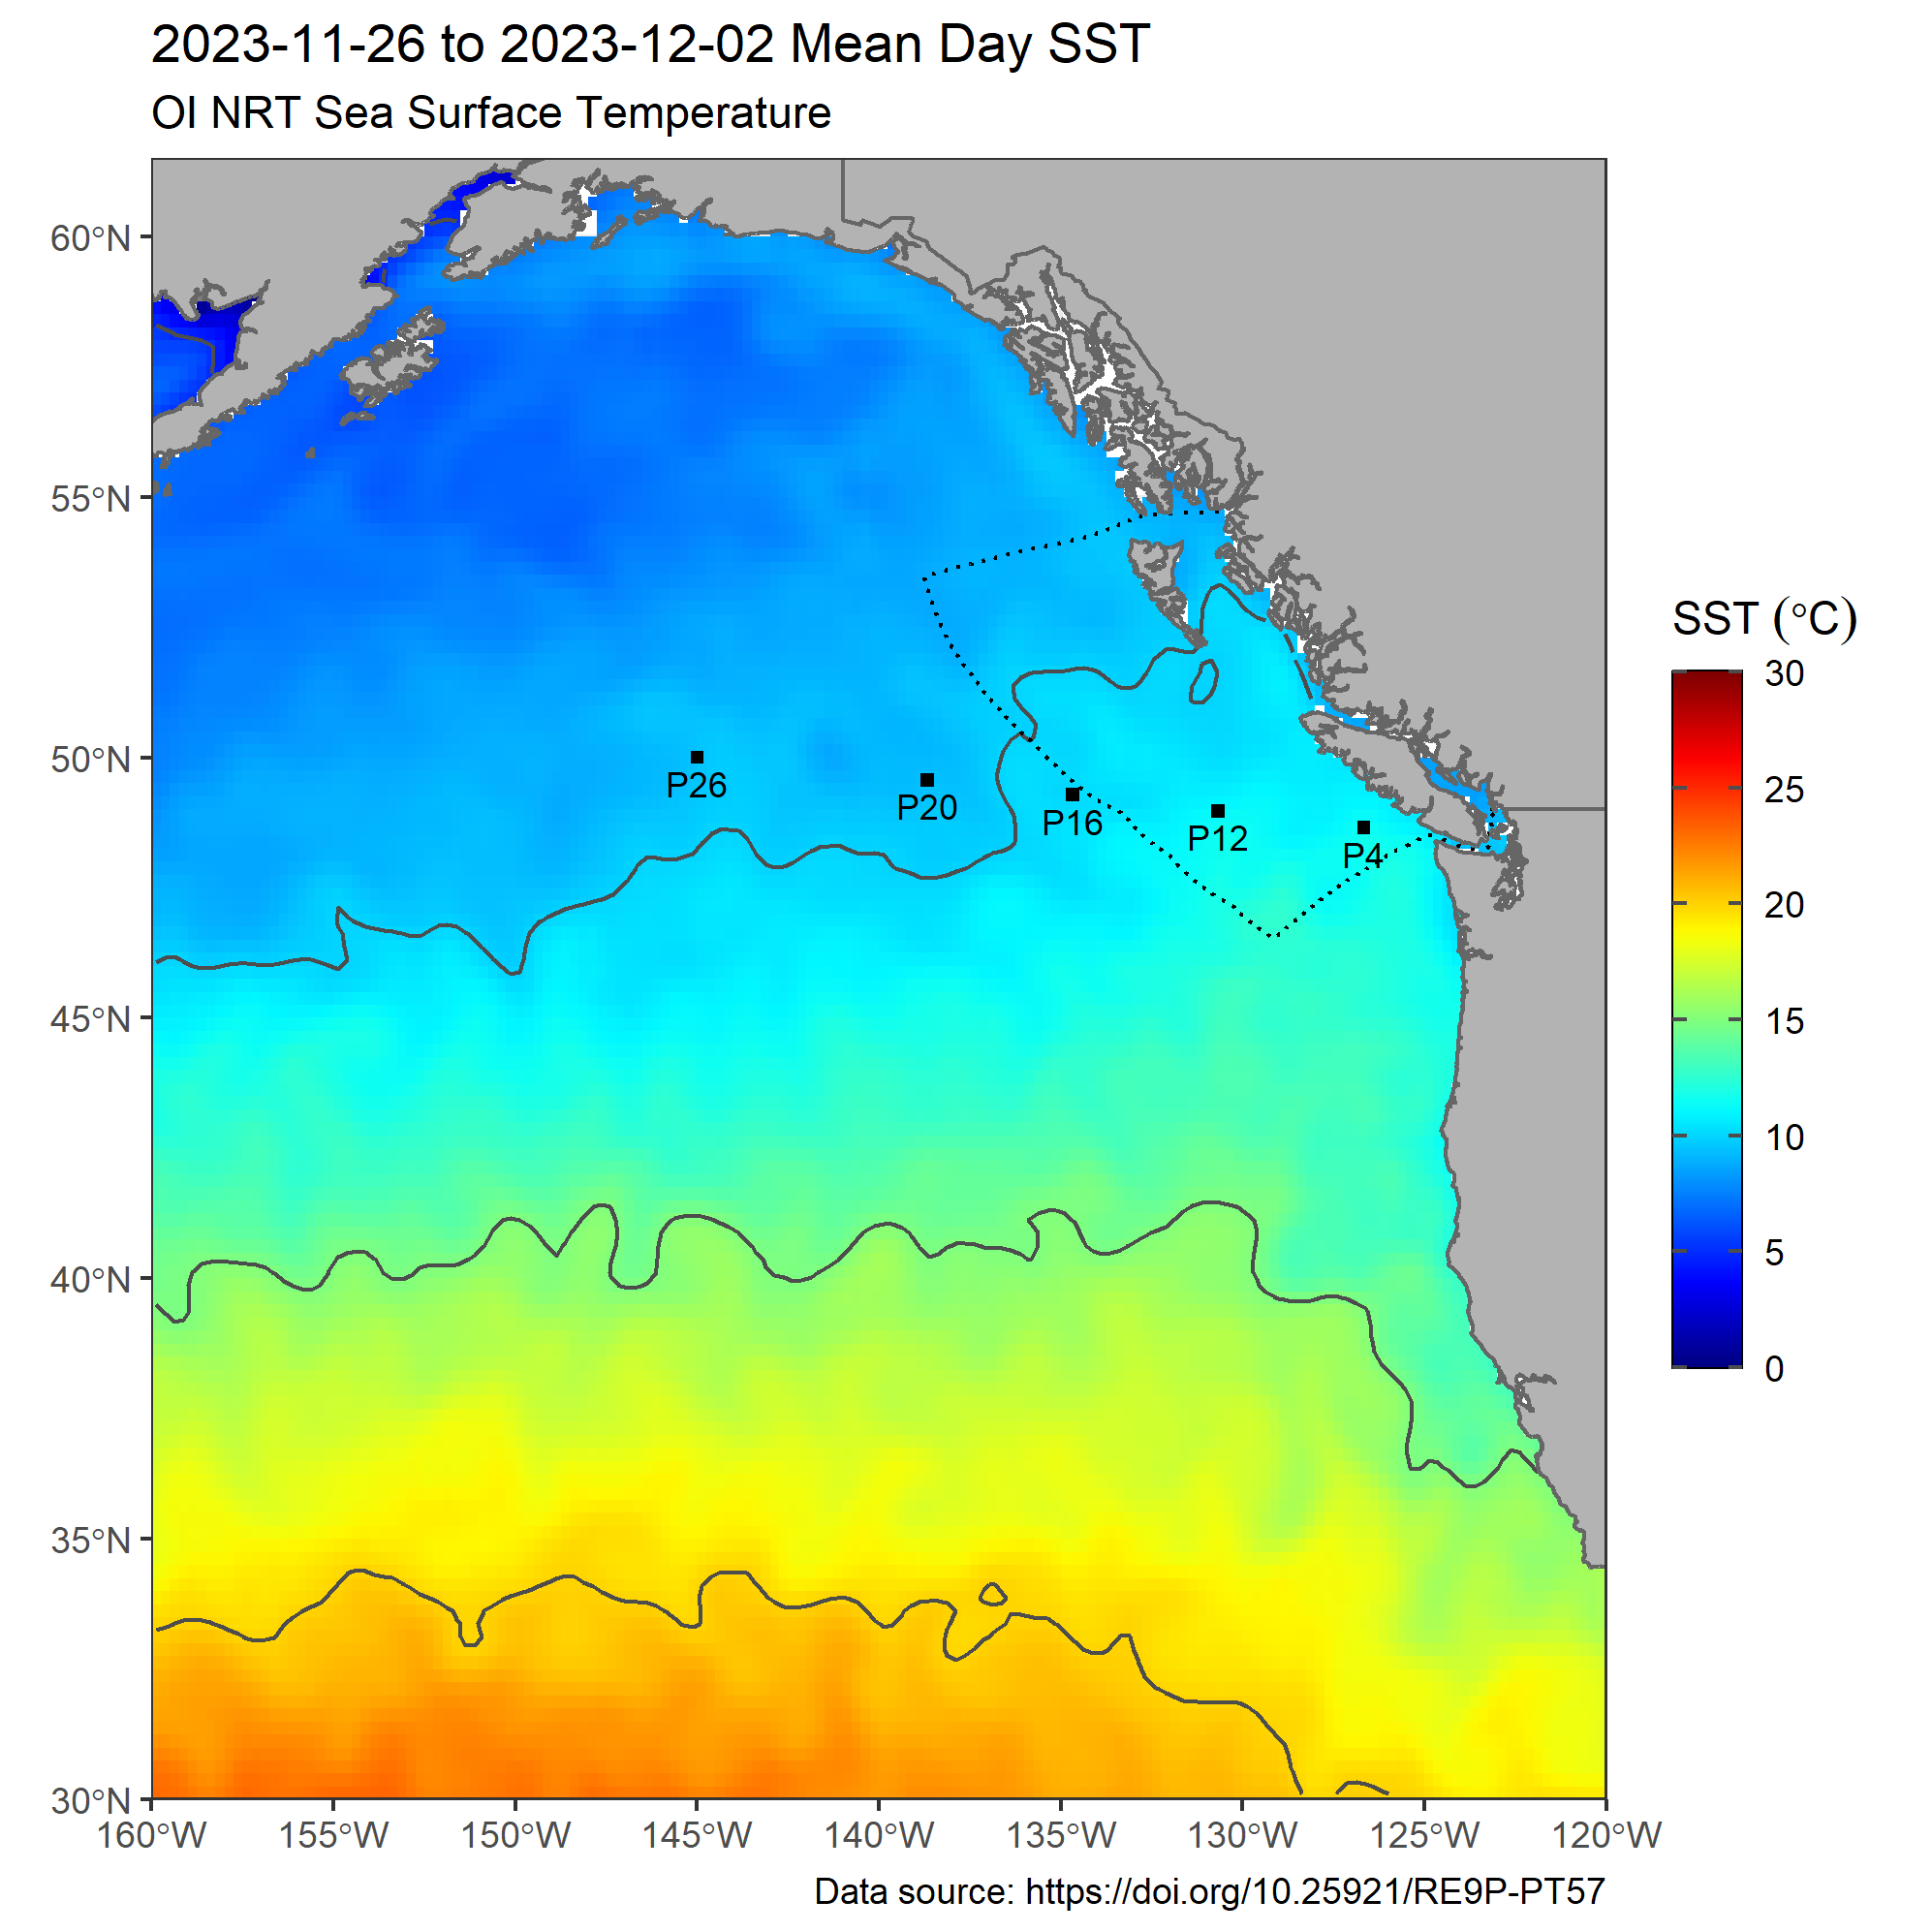 2023-11-26 to 2023-12-02 Mean Day SST
OI NRT Sea Surface Temperature
60°N
55°N
50°N
45°N
40°N
35°N
30°N
P26
P20
P16
P12
P4
SST (°C)
30
25
20
15
10
5
0
160°W
155°W
150°W
145°W
140°W
135°W
130°W
125°W
120°W
Data source: https://doi.org/10.25921/RE9P-PT57